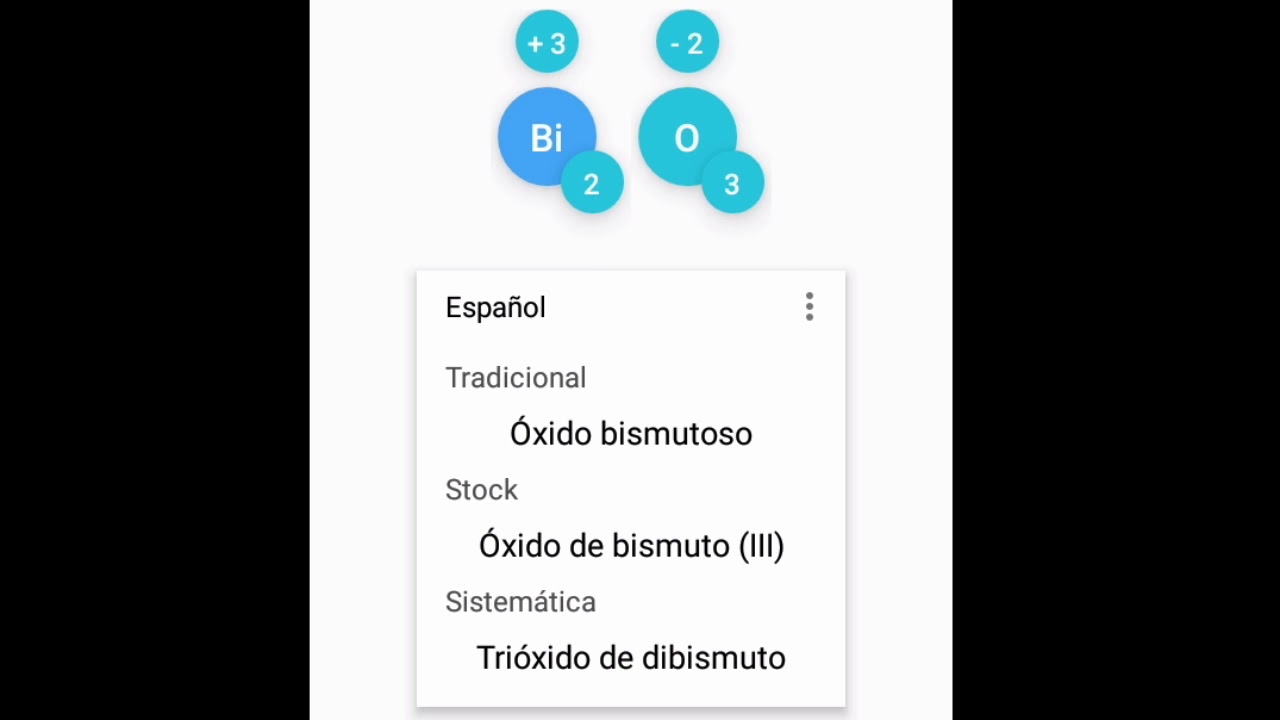 + 3 - 2
Bi 2 O 3
Español
Tradicional
Óxido bismutoso
Stock
Óxido de bismuto (III)
Sistemática
Trióxido de dibismuto